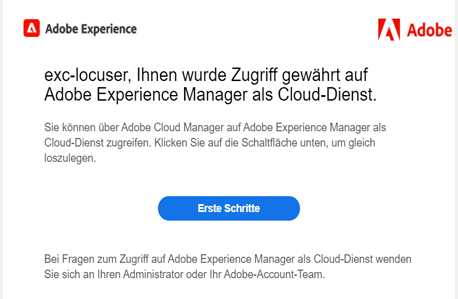 Adobe Experience
Adobe
exc-locuser, Ihnen wurde Zugriff gewährt auf
Adobe Experience Manager als Cloud-Dienst.
Sie können über Adobe Cloud Manager auf Adobe Experience Manager als
Cloud-Dienst zugreifen. Klicken Sie auf die Schaltfläche unten, um gleich
loszulegen.
Erste Schritte
Bei Fragen zum Zugriff auf Adobe Experience Manager als Cloud-Dienst wenden
Sie sich an Ihren Administrator oder Ihr Adobe-Account-Team.